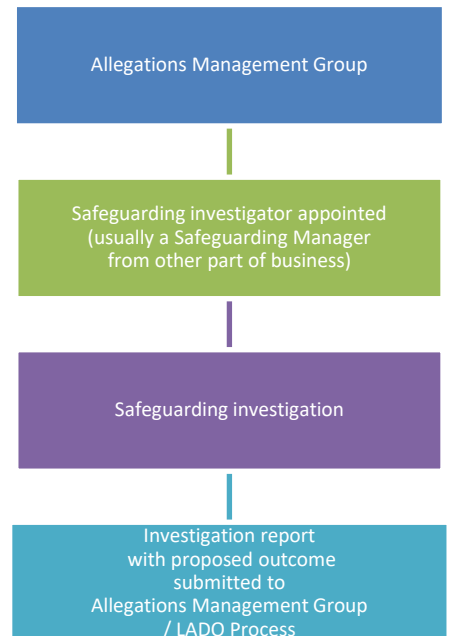 Allegations Management Group
Safeguarding investigator appointed
(usually a Safeguarding Manager
from other part of business)
Safeguarding investigation
Investigation report
with proposed outcome
submitted to
Allegations Management Group
/ LADO Process